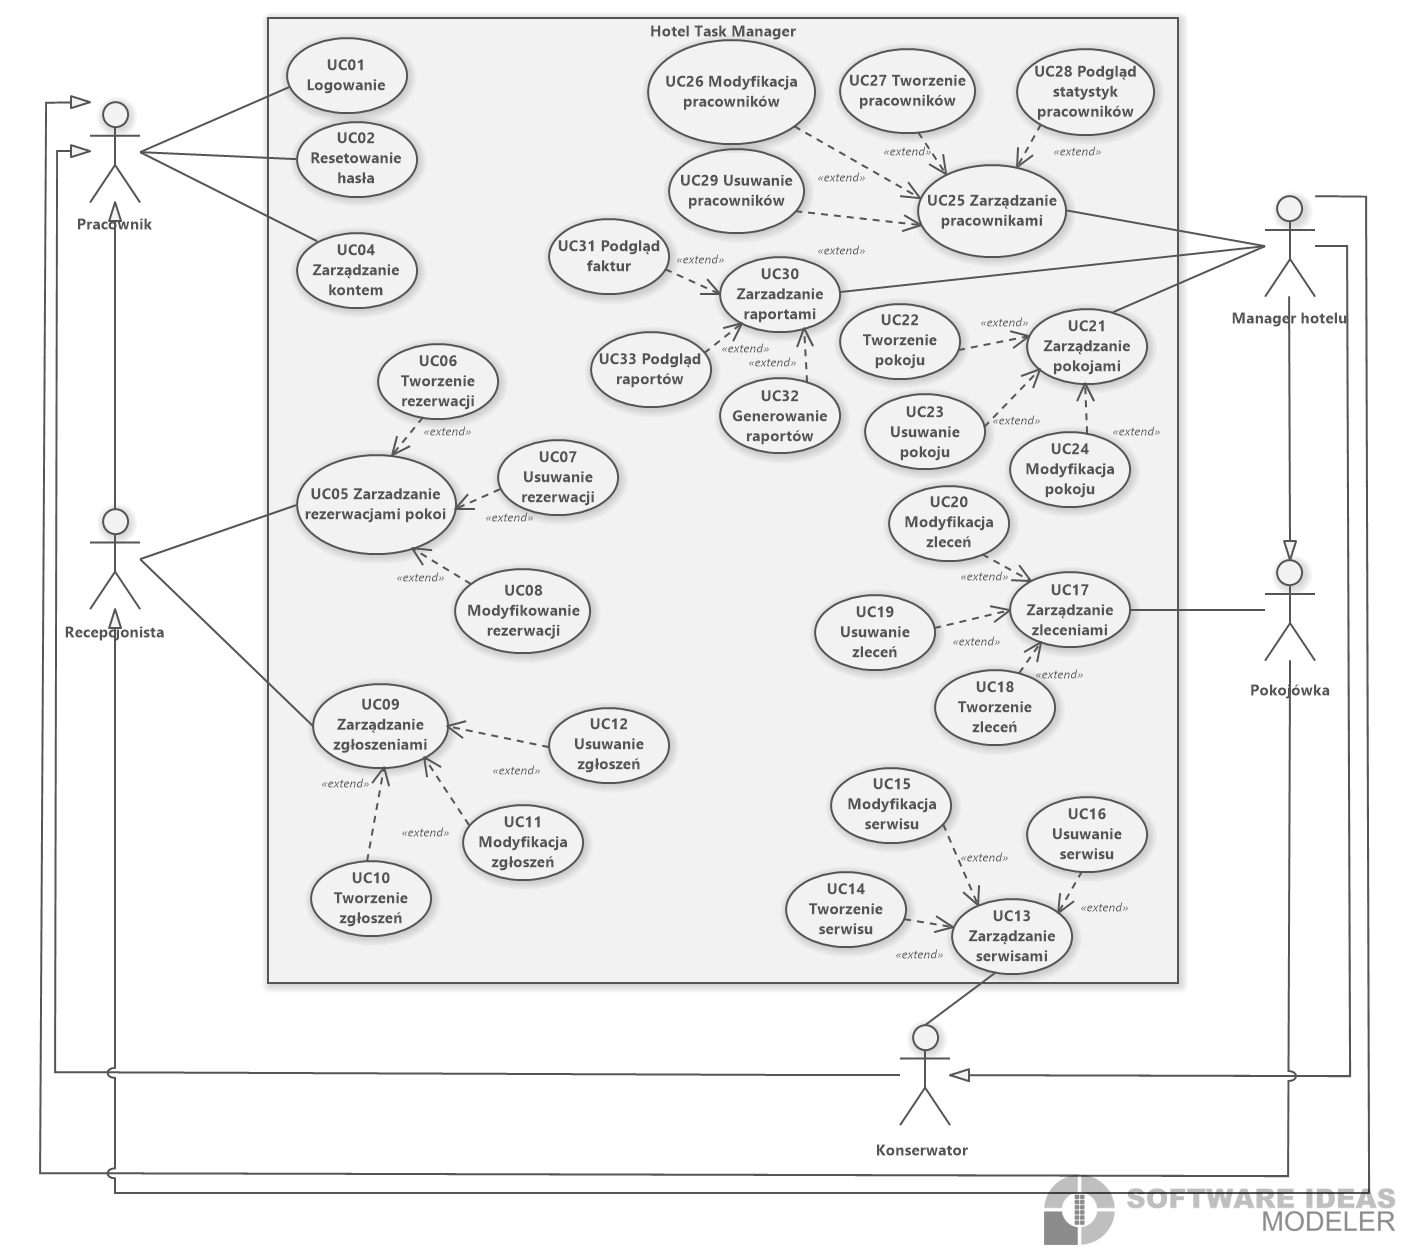 Hotel Task Manager
UC01
Logowanie
UC02
Resetowanie
hasła
UC04
Zarządzanie
kontem
UC26 Modyfikacja
pracowników
UC27 Tworzenie
pracowników
UC28 Podgląd
statystyk
pracowników
«extend»
«extend»
«extend»
UC29 Usuwanie
pracowników
UC25 Zarządzanie
pracownikami
«extend»
Pracownik
Manager hotelu
UC31 Podgląd
faktur
«extend»
UC30
Zarzadzanie
raportami
UC33 Podgląd
raportów
«extend»
«extend»
UC32
Generowanie
raportów
UC22
Tworzenie
pokoju
«extend»
UC21
Zarządzanie
pokojami
UC23
Usuwanie
pokoju
«extend»
«extend»
UC24
Modyfikacja
pokoju
UC06
Tworzenie
rezerwacji
«extend»
UC05 Zarzadzanie
rezerwacjami pokoi
UC07
Usuwanie
rezerwacji
«extend»
«extend»
UC08
Modyfikowanie
rezerwacji
Recepcjonista
UC20
Modyfikacja
zleceń
«extend»
UC17
Zarządzanie
zleceniami
UC19
Usuwanie
zleceń
«extend»
«extend»
UC18
Tworzenie
zleceń
Pokojówka
UC09
Zarządzanie
zgłoszeniami
UC12
Usuwanie
zgłoszeń
«extend»
«extend»
«extend»
UC11
Modyfikacja
zgłoszeń
UC10
Tworzenie
zgłoszeń
UC15
Modyfikacja
serwisu
UC16
Usuwanie
serwisu
«extend»
«extend»
UC14
Tworzenie
serwisu
«extend»
UC13
Zarządzanie
serwisami
Konserwator
SOFTWARE IDEAS
MODELER